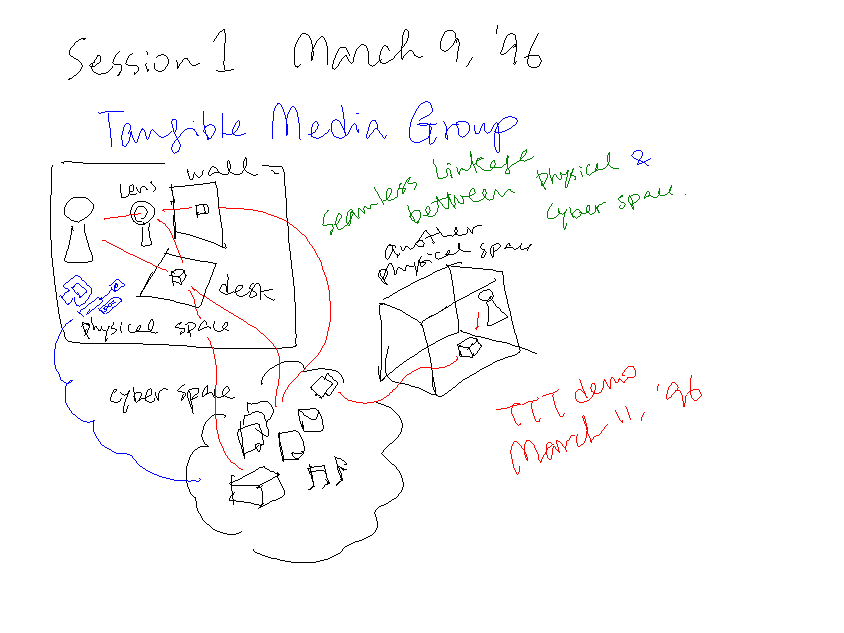 Session 1 March 9, '96
Tangible Media Group
Seamless Linkage
between physical &
cyber space.
wall
Lens
desk
physical space
another
physical space
cyber space
TTT demo
March 11, '96